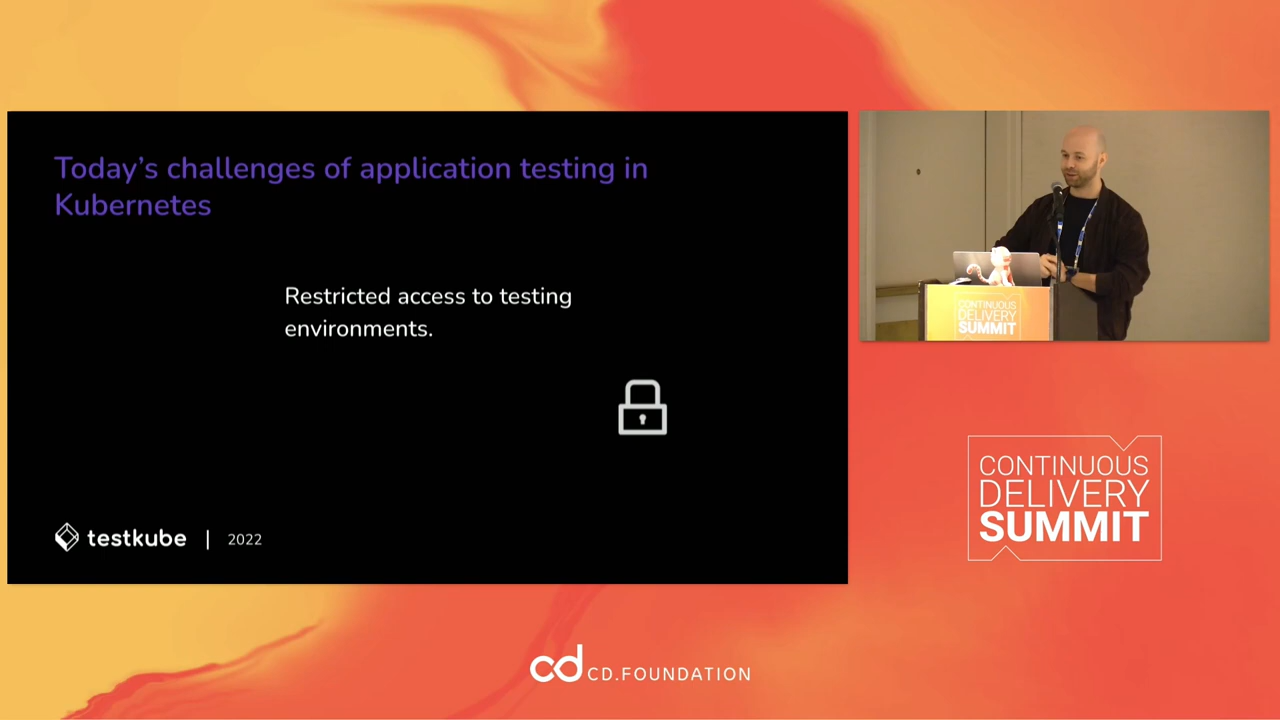 Today's challenges of application testing in
Kubernetes
Restricted access to testing
environments.
testkube | 2022
CONTINUOUS
DELIVERY
SUMMIT
CONTINUOUS
DELIVERY
SUMMIT
cd CD.FOUNDATION